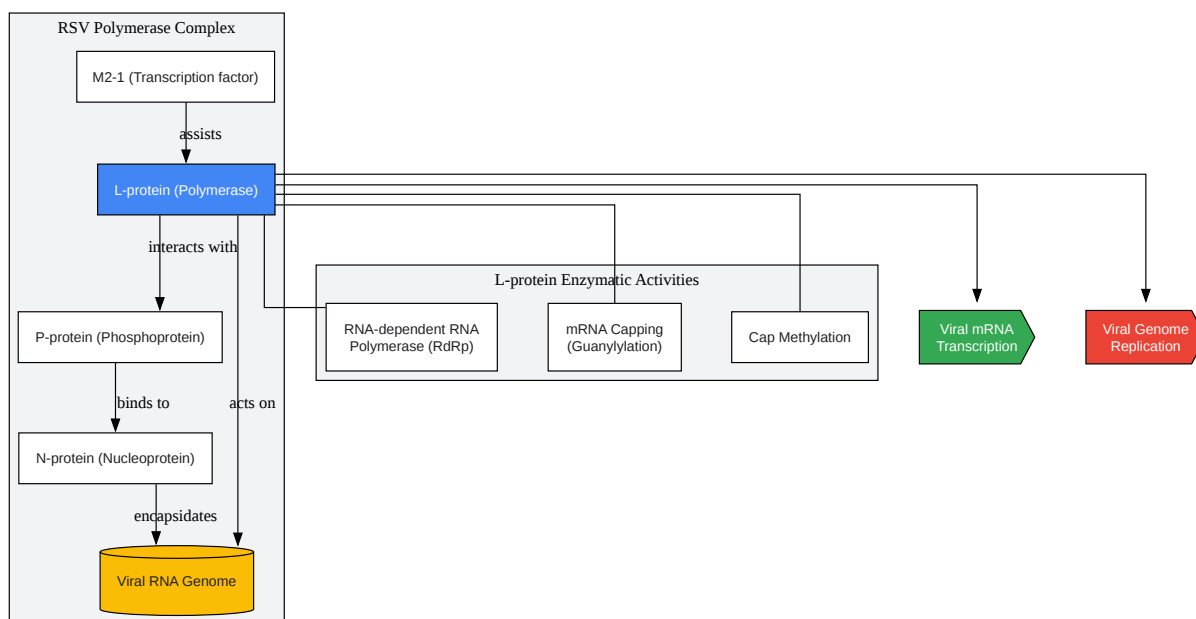 RSV Polymerase Complex
M2-1 (Transcription factor)
assists
L-protein (Polymerase)
interacts with
L-protein Enzymatic Activities
P-protein (Phosphoprotein)
RNA-dependent RNA
Polymerase (RdRp)
mRNA Capping
(Guanylylation)
Cap Methylation
Viral mRNA
Transcription
Viral Genome
Replication
binds to
acts on
N-protein (Nucleoprotein)
encapsidates
Viral RNA Genome